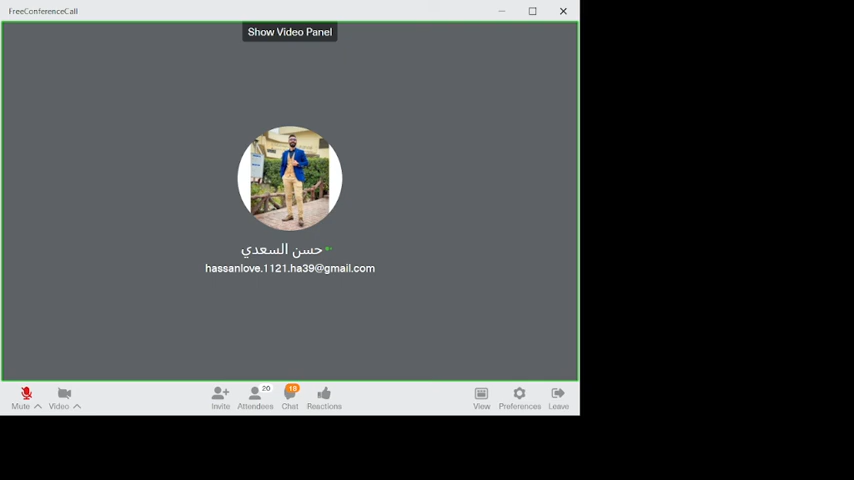 FreeConferenceCall
Show Video Panel
حسن السعدي
hassanlove.1121.ha39@gmail.com
Mute
Video
Invite
20
Attendees
18
Chat
Reactions
View
Preferences
Leave